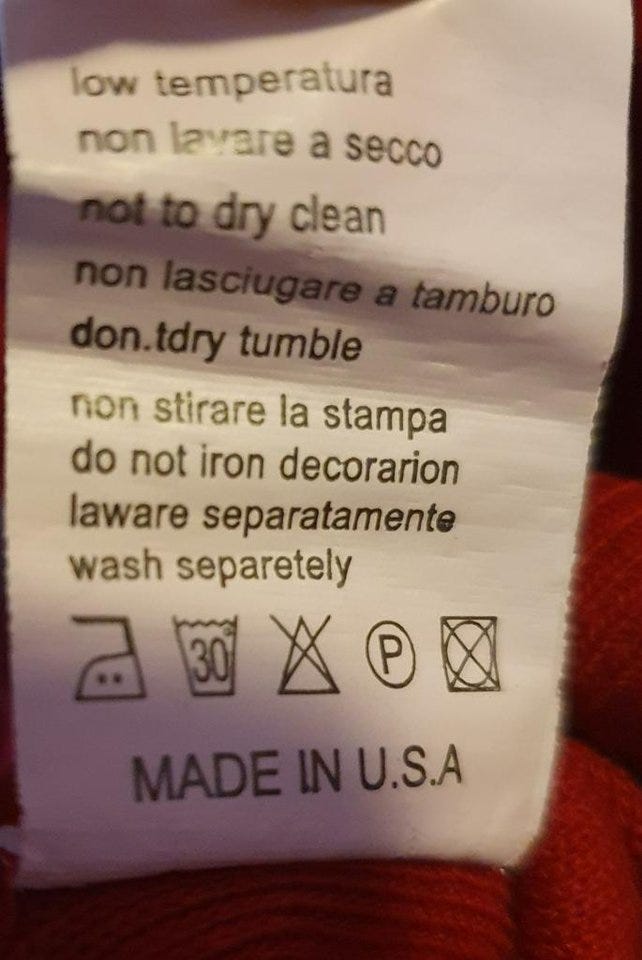 low temperatura
non lavare a secco
not to dry clean
non lasciugare a tamburo
don.tdry tumble
non stirare la stampa
do not iron decorarion
laware separatamente
wash separetely
30° P
MADE IN U.S.A